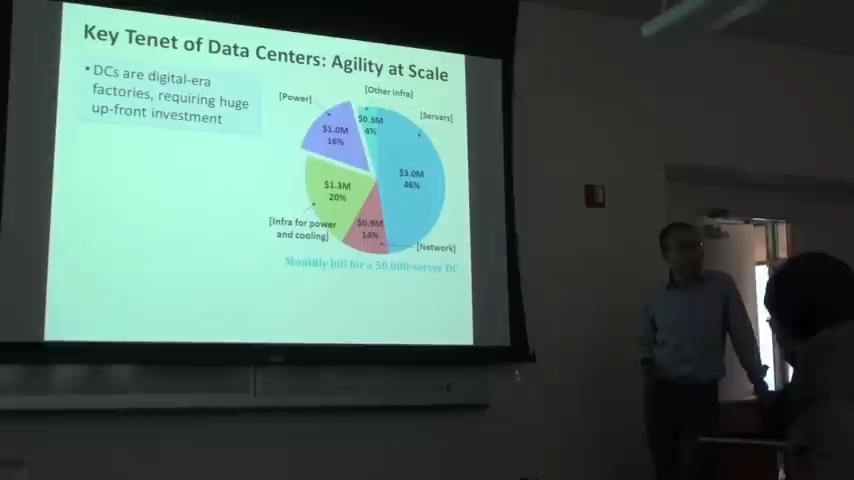 Key Tenet of Data Centers: Agility at Scale
• DCs are digital-era
factories, requiring huge
up-front investment
[Power]
[Other Infra]
[Servers]
$0.3M
4%
$1.0M
16%
$3.0M
46%
$1.3M
20%
[Infra for power
and cooling]
$0.9M
14%
[Network]
Monthly bill for a 50,000-server DC